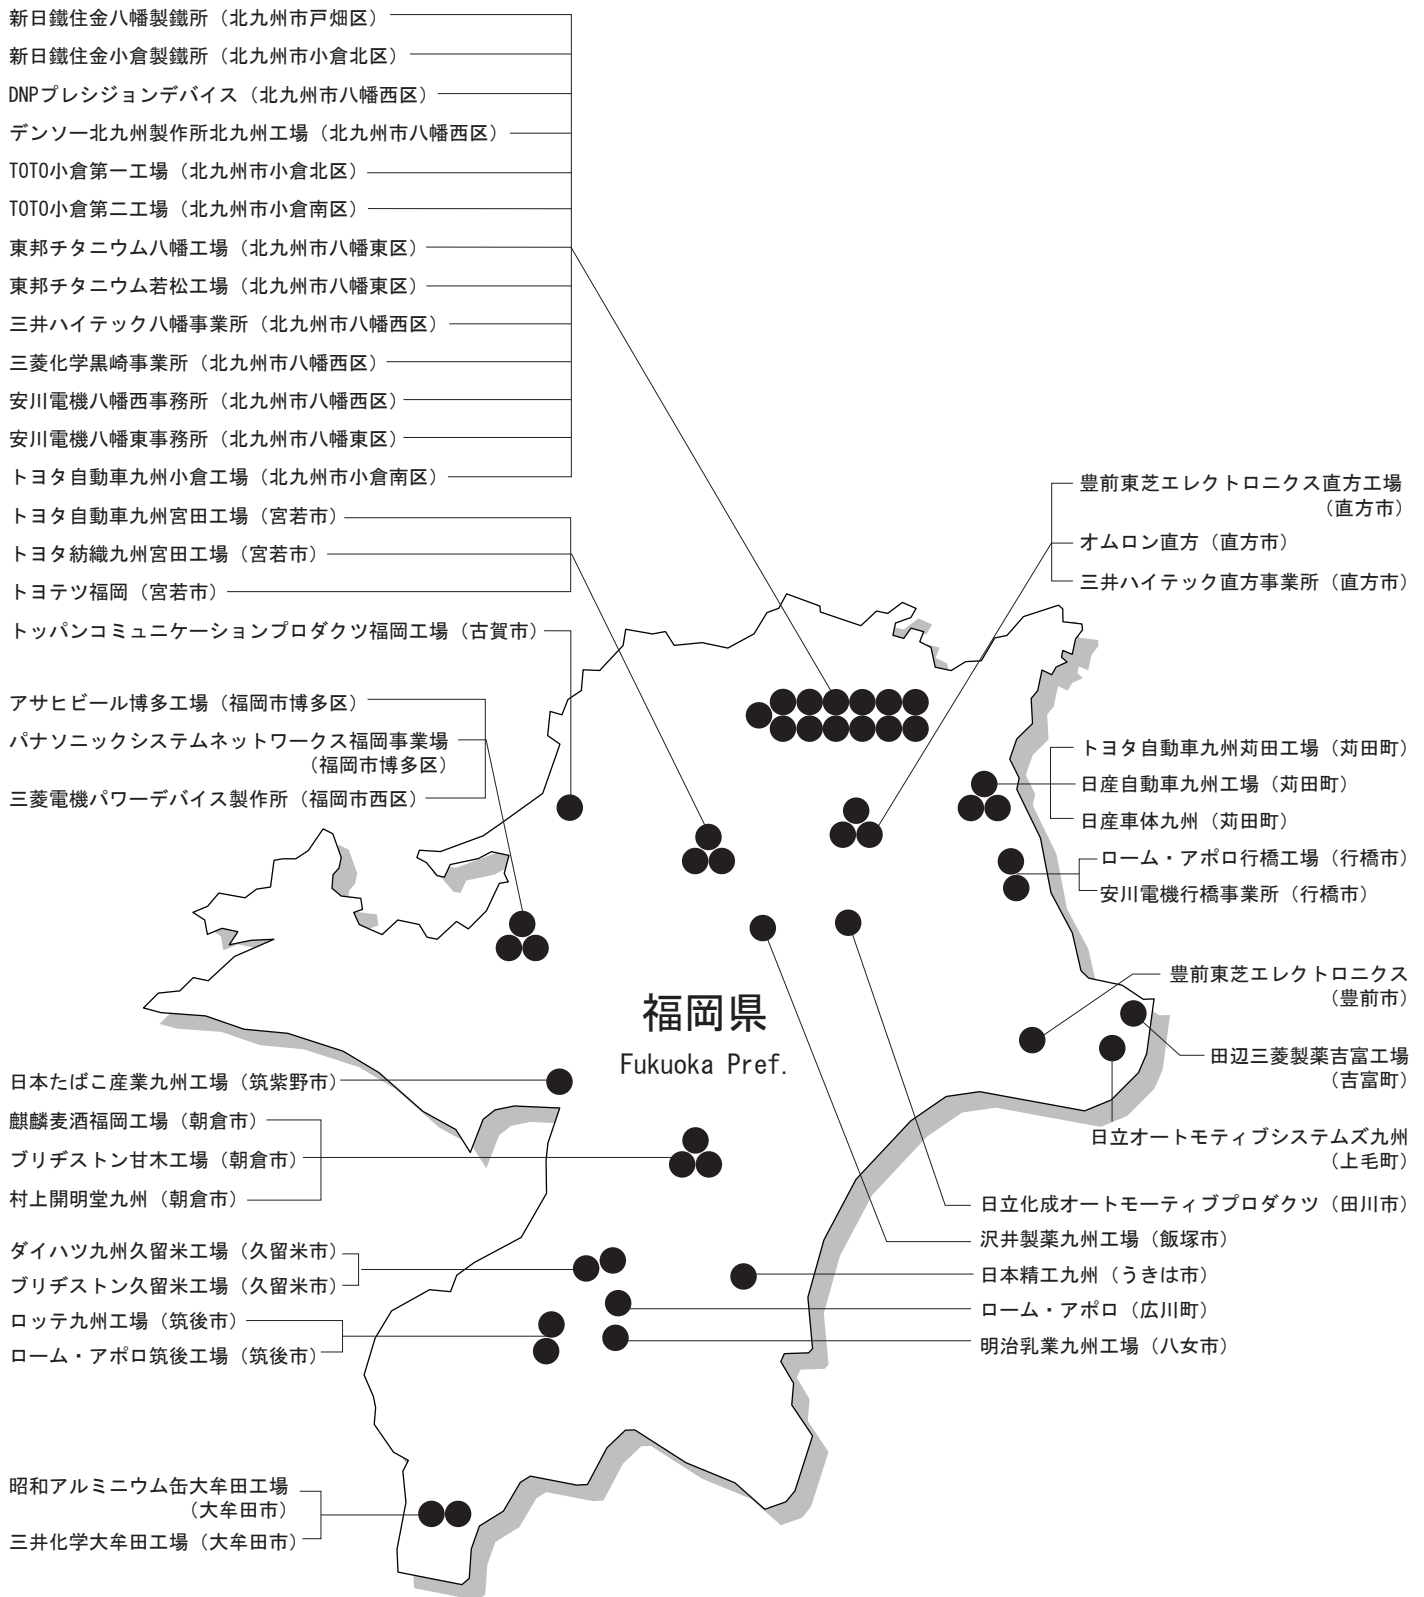 新日鐵住金八幡製鐵所（北九州市戸畑区）
新日鐵住金小倉製鐵所（北九州市小倉北区）
DNPプレシジョンデバイス（北九州市八幡西区）
デンソー北九州製作所北九州工場（北九州市八幡西区）
TOTO小倉第一工場（北九州市小倉北区）
TOTO小倉第二工場（北九州市小倉南区）
東邦チタニウム八幡工場（北九州市八幡東区）
東邦チタニウム若松工場（北九州市八幡東区）
三井ハイテック八幡事業所（北九州市八幡西区）
三菱化学黒崎事業所（北九州市八幡西区）
安川電機八幡西事務所（北九州市八幡西区）
安川電機八幡東事務所（北九州市八幡東区）
トヨタ自動車九州小倉工場（北九州市小倉南区）
トヨタ自動車九州宮田工場（宮若市）
トヨタ紡織九州宮田工場（宮若市）
トヨテツ福岡（宮若市）
トッパンコミュニケーションプロダクツ福岡工場（古賀市）
アサヒビール博多工場（福岡市博多区）
パナソニックシステムネットワークス福岡事業場
（福岡市博多区）
三菱電機パワーデバイス製作所（福岡市西区）
豊前東芝エレクトロニクス直方工場
（直方市）
オムロン直方（直方市）
三井ハイテック直方事業所（直方市）
トヨタ自動車九州苅田工場（苅田町）
日産自動車九州工場（苅田町）
日産車体九州（苅田町）
ローム・アポロ行橋工場（行橋市）
安川電機行橋事業所（行橋市）
豊前東芝エレクトロニクス
（豊前市）
田辺三菱製薬吉富工場
（吉富町）
日立オートモティブシステムズ九州
（上毛町）
福岡県
Fukuoka Pref.
日本たばこ産業九州工場（筑紫野市）
麒麟麦酒福岡工場（朝倉市）
ブリヂストン甘木工場（朝倉市）
村上開明堂九州（朝倉市）
ダイハツ九州久留米工場（久留米市）
ブリヂストン久留米工場（久留米市）
ロッテ九州工場（筑後市）
ローム・アポロ筑後工場（筑後市）
日立化成オートモーティブプロダクツ（田川市）
沢井製薬九州工場（飯塚市）
日本精工九州（うきは市）
ローム・アポロ（広川町）
明治乳業九州工場（八女市）
昭和アルミニウム缶大牟田工場
（大牟田市）
三井化学大牟田工場（大牟田市）